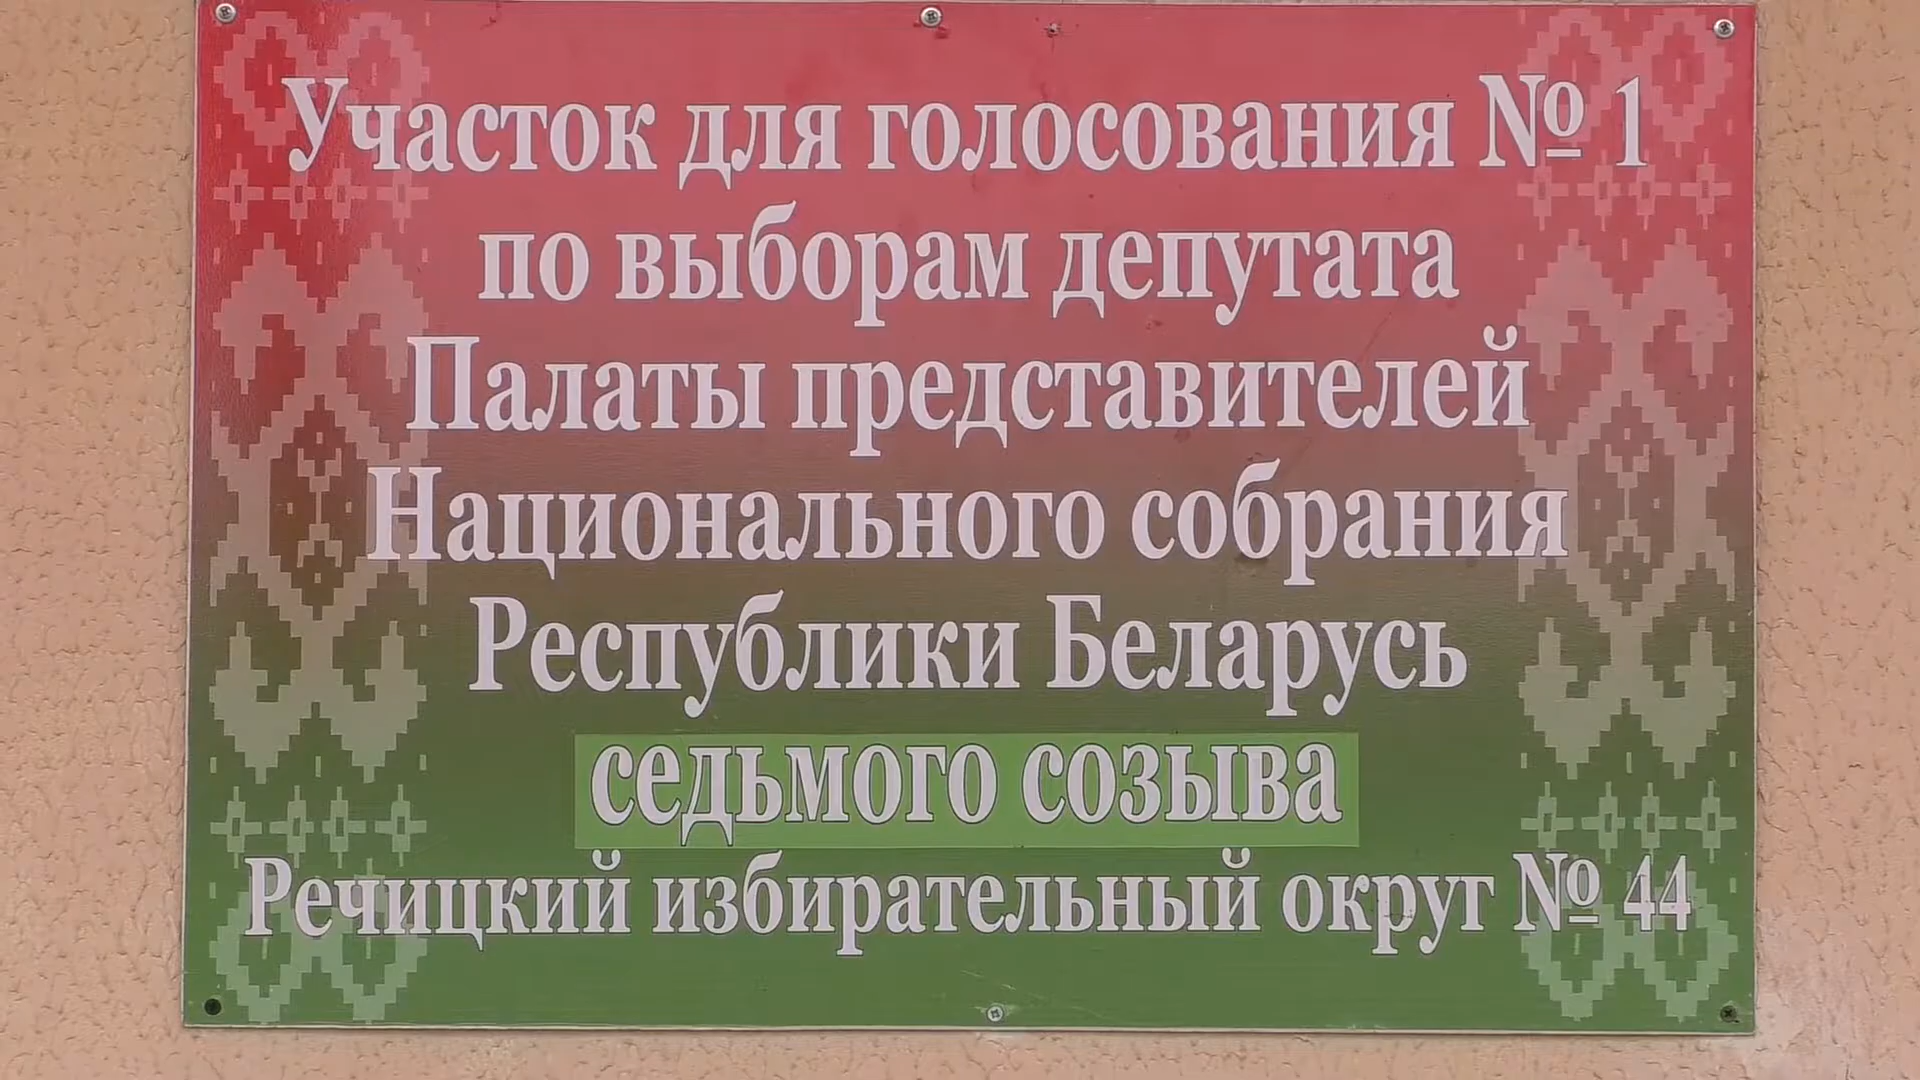 Участок для голосования № 1
по выборам депутата
Палаты представителей
Национального собрания
Республики Беларусь
седьмого созыва
Речицкий избирательный округ № 44